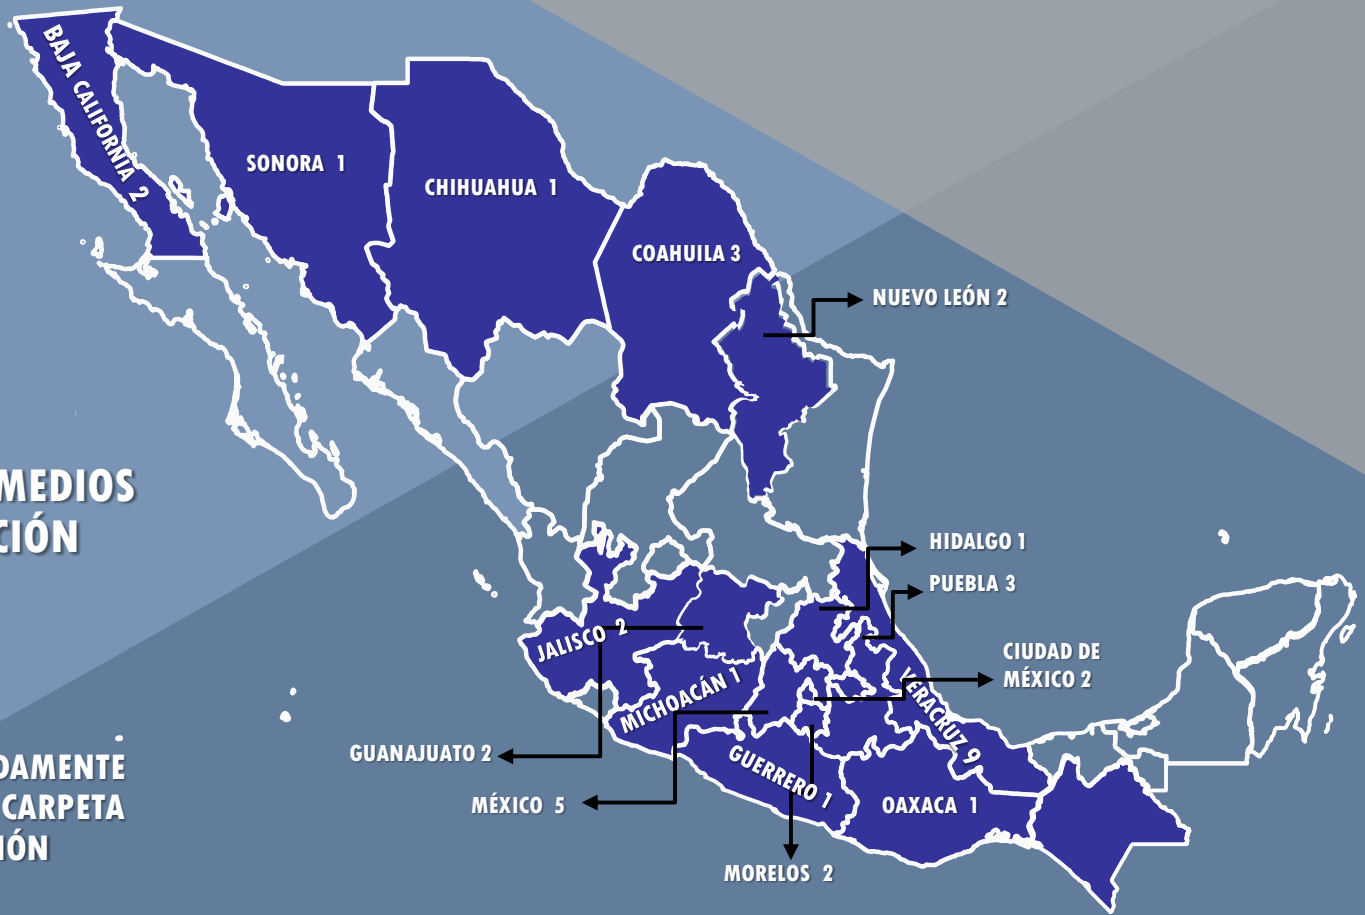 BAJA CALIFORNIA 2
SONORA 1
CHIHUAHUA 1
COAHUILA 3
NUEVO LEÓN 2
MEDIOS
CIÓN
HIDALGO 1
PUEBLA 3
CIUDAD DE
MÉXICO 2
JALISCO 2
MICHOACÁN 1
VERACRUZ 9
GUANAJUATO 2
GUERRERO 1
MÉXICO 5
OAXACA 1
MORELOS 2
DAMENTE
CARPETA
IÓN